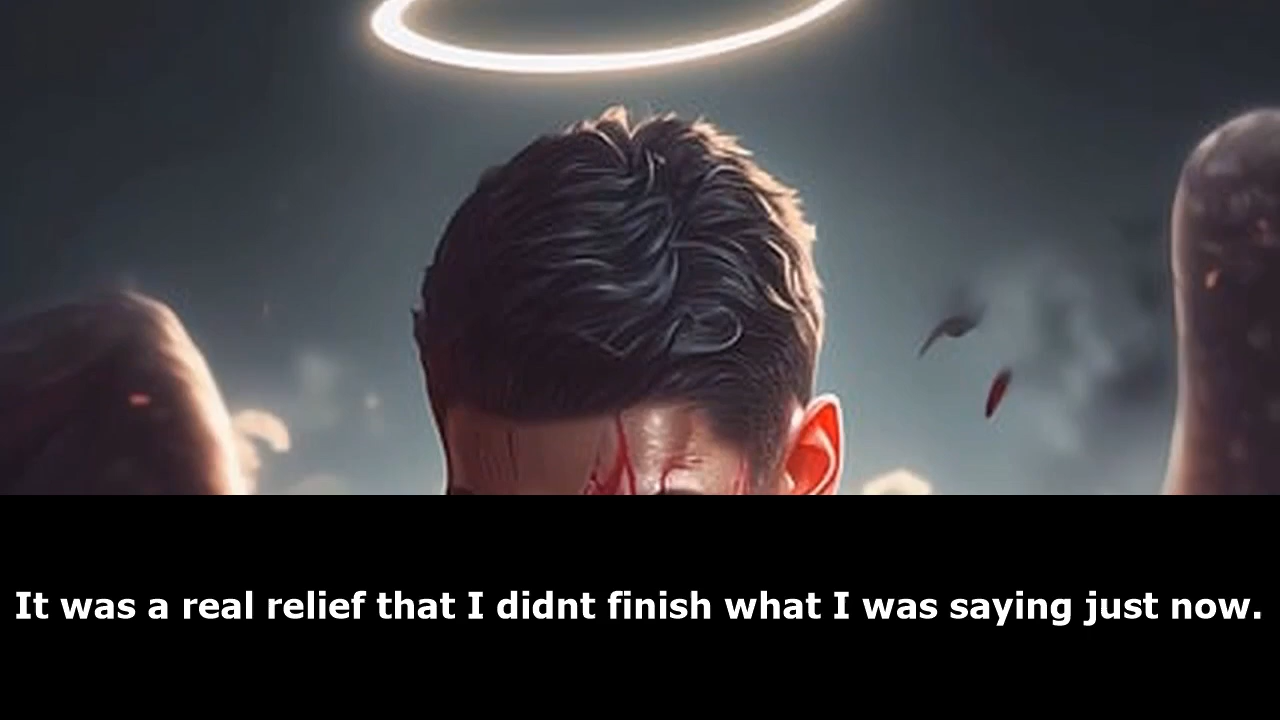 It was a real relief that I didnt finish what I was saying just now.